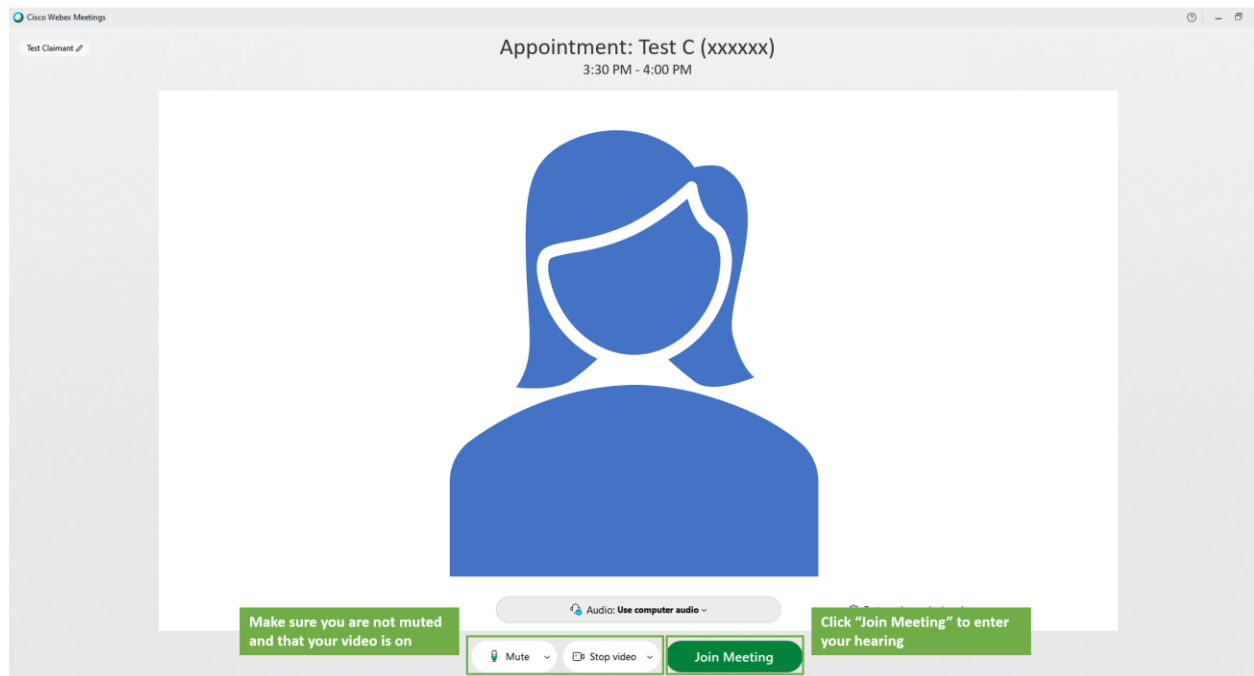 Cisco Webex Meetings
Test Claimant
Appointment: Test C (xxxxxx)
3:30 PM - 4:00 PM
Audio: Use computer audio
Make sure you are not muted
and that your video is on
Click “Join Meeting” to enter
your hearing
Mute
Stop video
Join Meeting